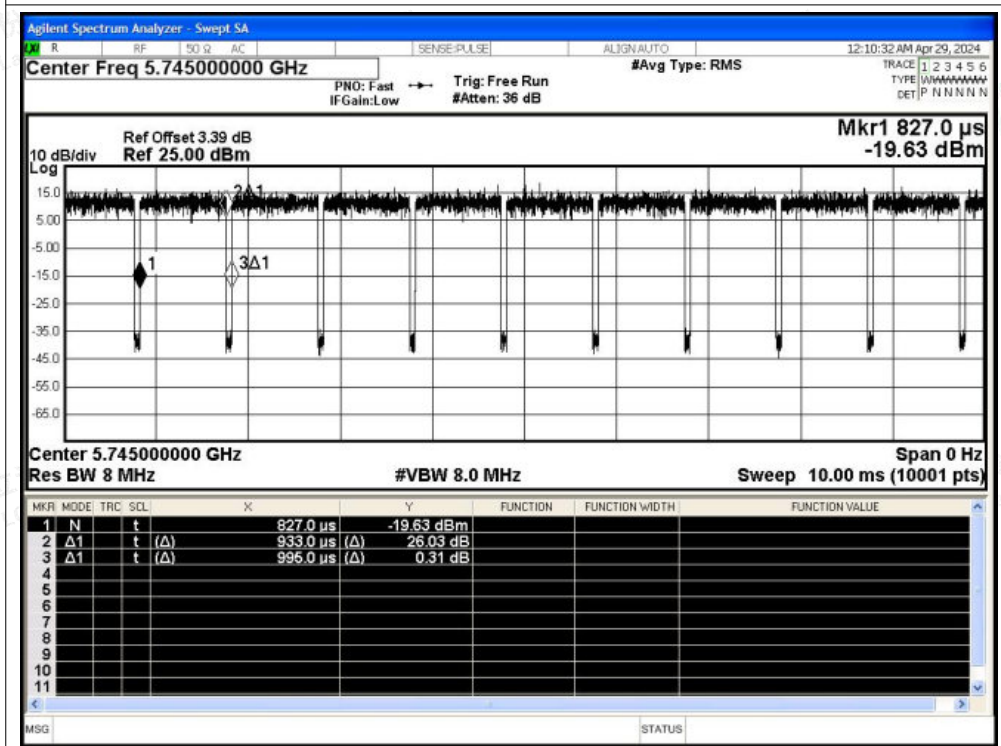 Agilent Spectrum Analyzer - Swept SA
LXI R RF 50 Ω AC SENSE:PULSE ALIGNAUTO 12:10:32 AM Apr 29, 2024
Center Freq 5.745000000 GHz #Avg Type: RMS TRACE 1 2 3 4 5 6
PNO: Fast Trig: Free Run TYPE WWWWWW
IFGain:Low #Atten: 36 dB DET P N N N N N
Mkr1 827.0 µs
Ref Offset 3.39 dB
10 dB/div Ref 25.00 dBm -19.63 dBm
Log
15.0
2Δ1
5.00
-5.00
1 3Δ1
-15.0
-25.0
-35.0
-45.0
-55.0
-65.0
Center 5.745000000 GHz Span 0 Hz
Res BW 8 MHz #VBW 8.0 MHz Sweep 10.00 ms (10001 pts)
MKR MODE TRC SCL X Y FUNCTION FUNCTION WIDTH FUNCTION VALUE
1 N t 827.0 µs -19.63 dBm
2 Δ1 t (Δ) 933.0 µs (Δ) 26.03 dB
3 Δ1 t (Δ) 995.0 µs (Δ) 0.31 dB
4
5
6
7
8
9
10
11
MSG STATUS